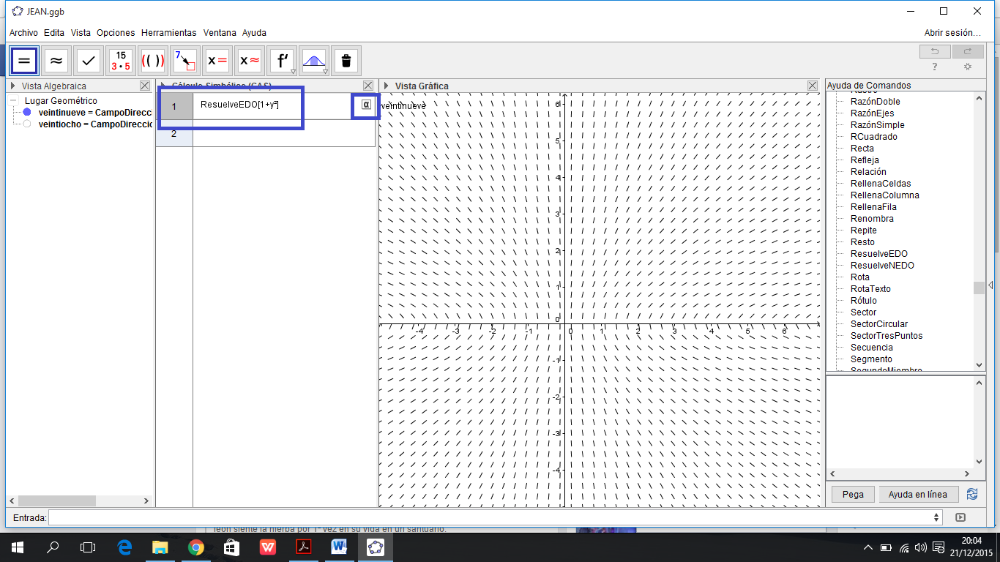 JEAN.ggb
Archivo Edita Vista Opciones Herramientas Ventana Ayuda
Abrir sesión…
= ≈ ✓ 15 3•5 (( )) 7 x= x≈ f′
?
Vista Algebraica
Lugar Geométrico
veintinueve = CampoDirecci
veintiocho = CampoDireccic
Cálculo Simbólico (CAS)
1 ResuelveEDO[1+y²] α
2
Vista Gráfica
veintinueve
6
5
4
3
2
1
0
-4 -3 -2 -1 0 1 2 3 4 5 6
-1
-2
-3
-4
Ayuda de Comandos
RazónDoble
RazónEjes
RazónSimple
RCuadrado
Recta
Refleja
Relación
RellenaCeldas
RellenaColumna
RellenaFila
Renombra
Repite
Resto
ResuelveEDO
ResuelveNEDO
Rota
RotaTexto
Rótulo
Sector
SectorCircular
SectorTresPuntos
Secuencia
Segmento
SegundoMiembro
Pega
Ayuda en línea
Entrada:
león siente la hierba por 1ª vez en su vida en un santuario.
20:04
21/12/2015